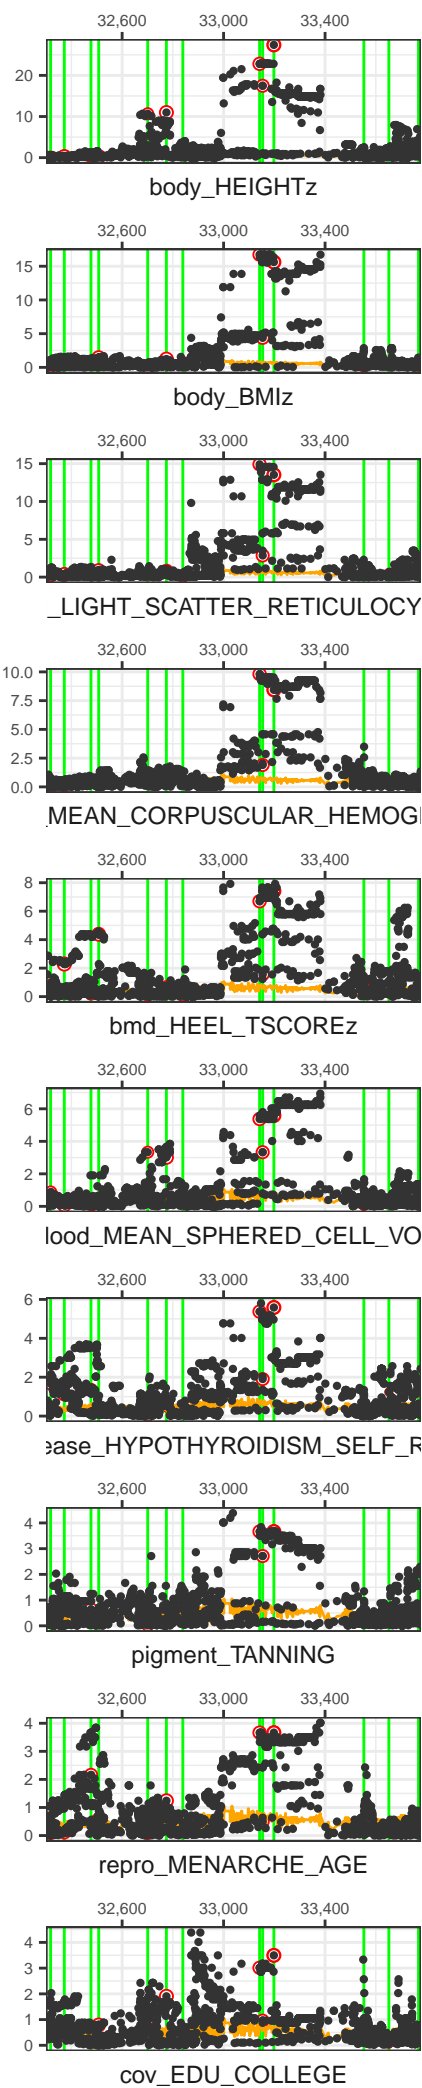 32,600 33,000 33,400
20
10
0
body_HEIGHTz
32,600 33,000 33,400
15
10
5
0
body_BMIz
32,600 33,000 33,400
15
10
5
0
_LIGHT_SCATTER_RETICULOCY
32,600 33,000 33,400
10.0
7.5
5.0
2.5
0.0
_MEAN_CORPUSCULAR_HEMOG
32,600 33,000 33,400
8
6
4
2
0
bmd_HEEL_TSCOREz
32,600 33,000 33,400
6
4
2
0
lood_MEAN_SPHERED_CELL_VO
32,600 33,000 33,400
6
4
2
0
ease_HYPOTHYROIDISM_SELF_R
32,600 33,000 33,400
4
3
2
1
0
pigment_TANNING
32,600 33,000 33,400
4
3
2
1
0
repro_MENARCHE_AGE
32,600 33,000 33,400
4
3
2
1
0
cov_EDU_COLLEGE